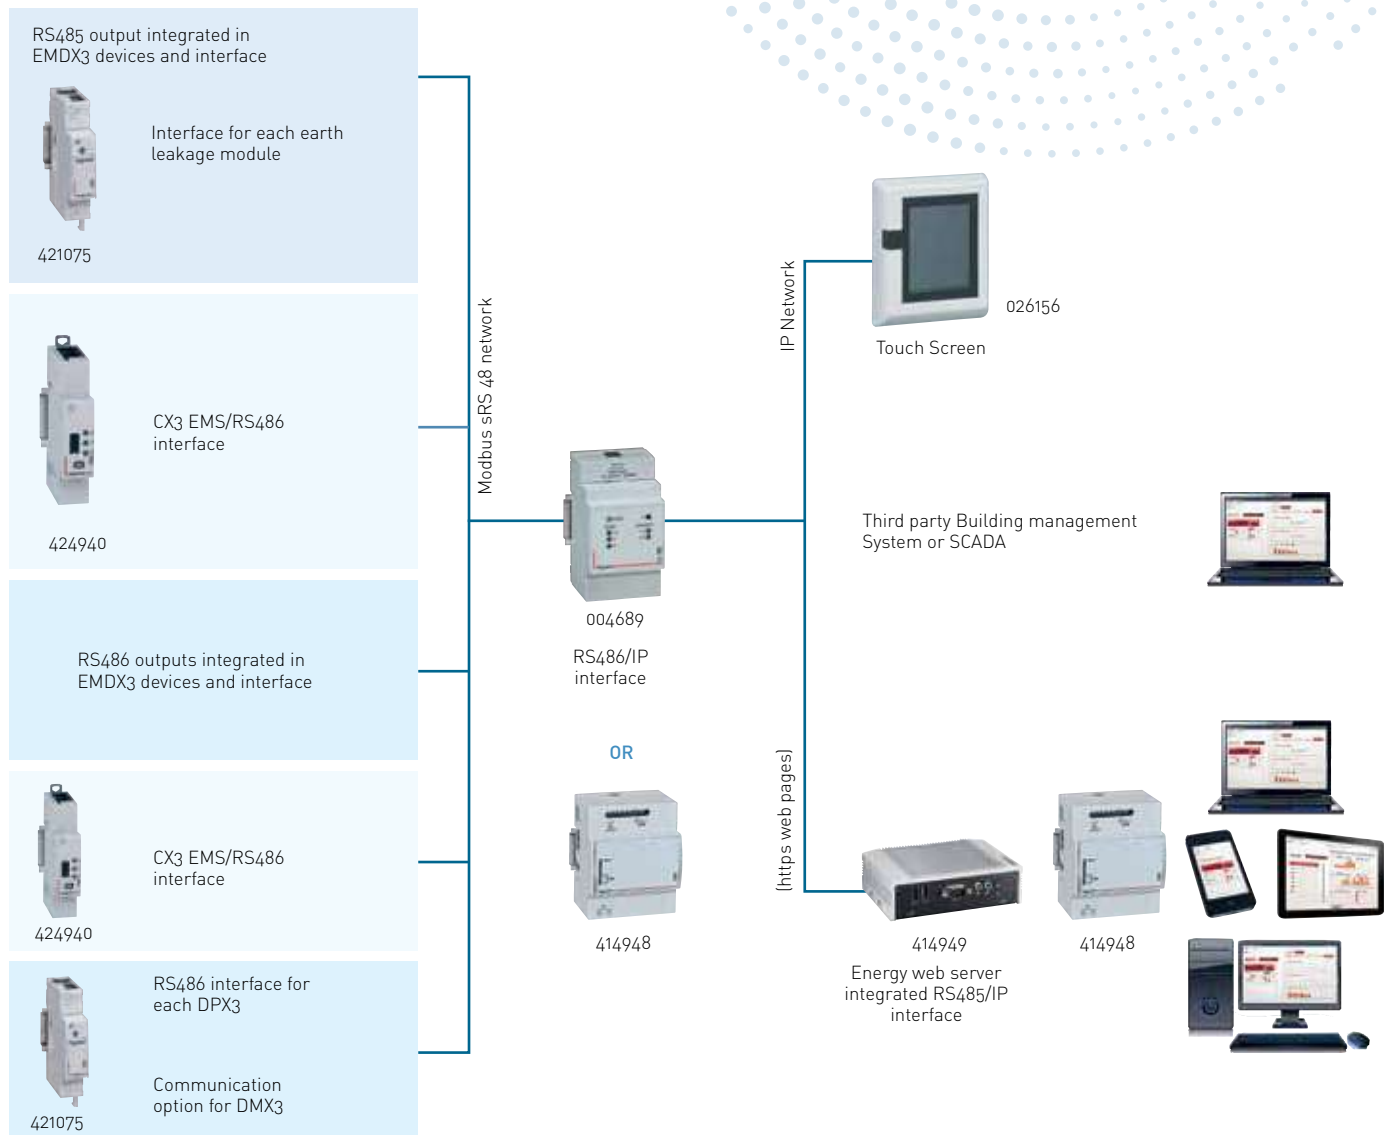 RS485 output integrated in
EMDX3 devices and interface
Interface for each earth
leakage module
421075
CX3 EMS/RS486
interface
424940
RS486 outputs integrated in
EMDX3 devices and interface
CX3 EMS/RS486
interface
424940
RS486 interface for
each DPX3
Communication
option for DMX3
421075
Modbus sRS 48 network
004689
RS486/IP
interface
OR
414948
IP Network
026156
Touch Screen
Third party Building management
System or SCADA
(https web pages)
414949
Energy web server
integrated RS485/IP
interface
414948